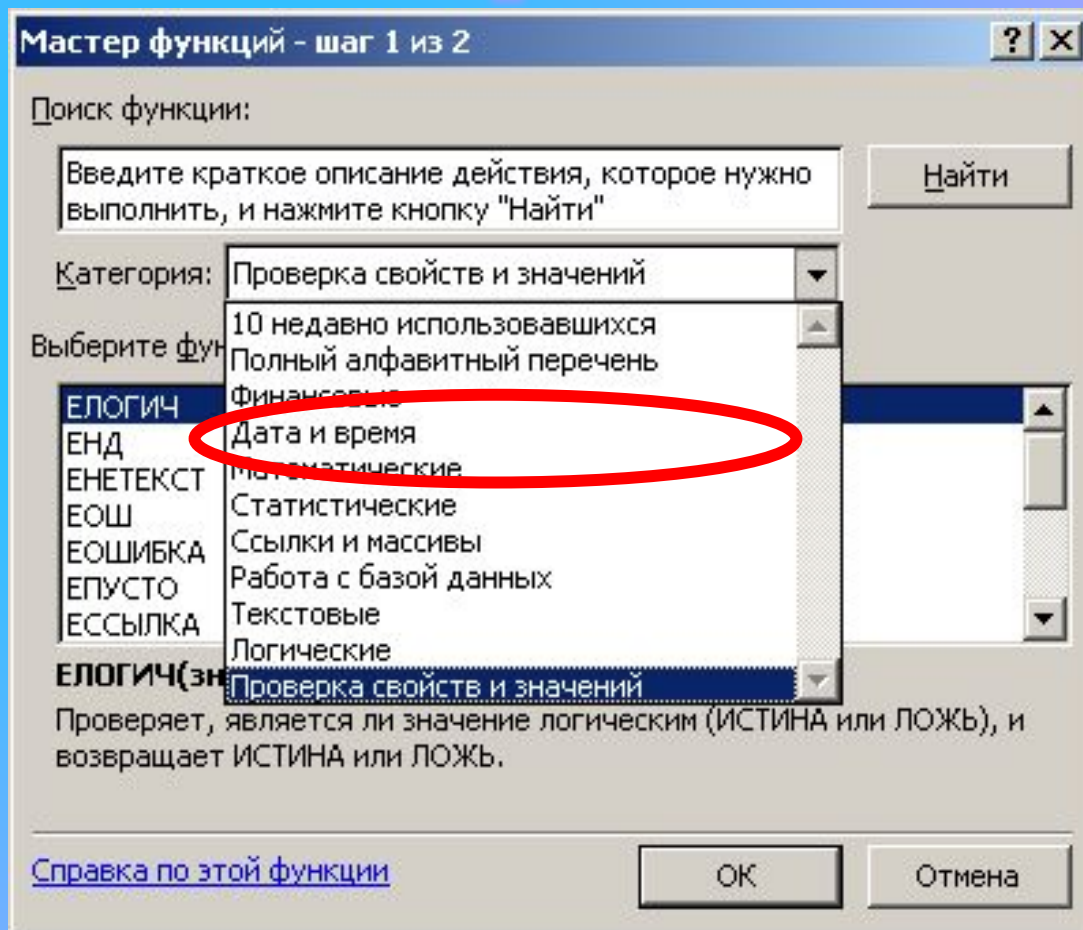 Мастер функций - шаг 1 из 2
Поиск функции:
Введите краткое описание действия, которое нужно
выполнить, и нажмите кнопку "Найти"
Найти
Категория: Проверка свойств и значений
10 недавно использовавшихся
Полный алфавитный перечень
Финансовые
Дата и время
Математические
Статистические
Ссылки и массивы
Работа с базой данных
Текстовые
Логические
Проверка свойств и значений
Выберите
ЕЛОГИЧ
ЕНД
ЕНЕТЕКСТ
ЕОШ
ЕОШИБКА
ЕПУСТО
ЕССЫЛКА
ЕЛОГИЧ(
Проверяет, является ли значение логическим (ИСТИНА или ЛОЖЬ), и
возвращает ИСТИНА или ЛОЖЬ.
Справка по этой функции
ОК
Отмена